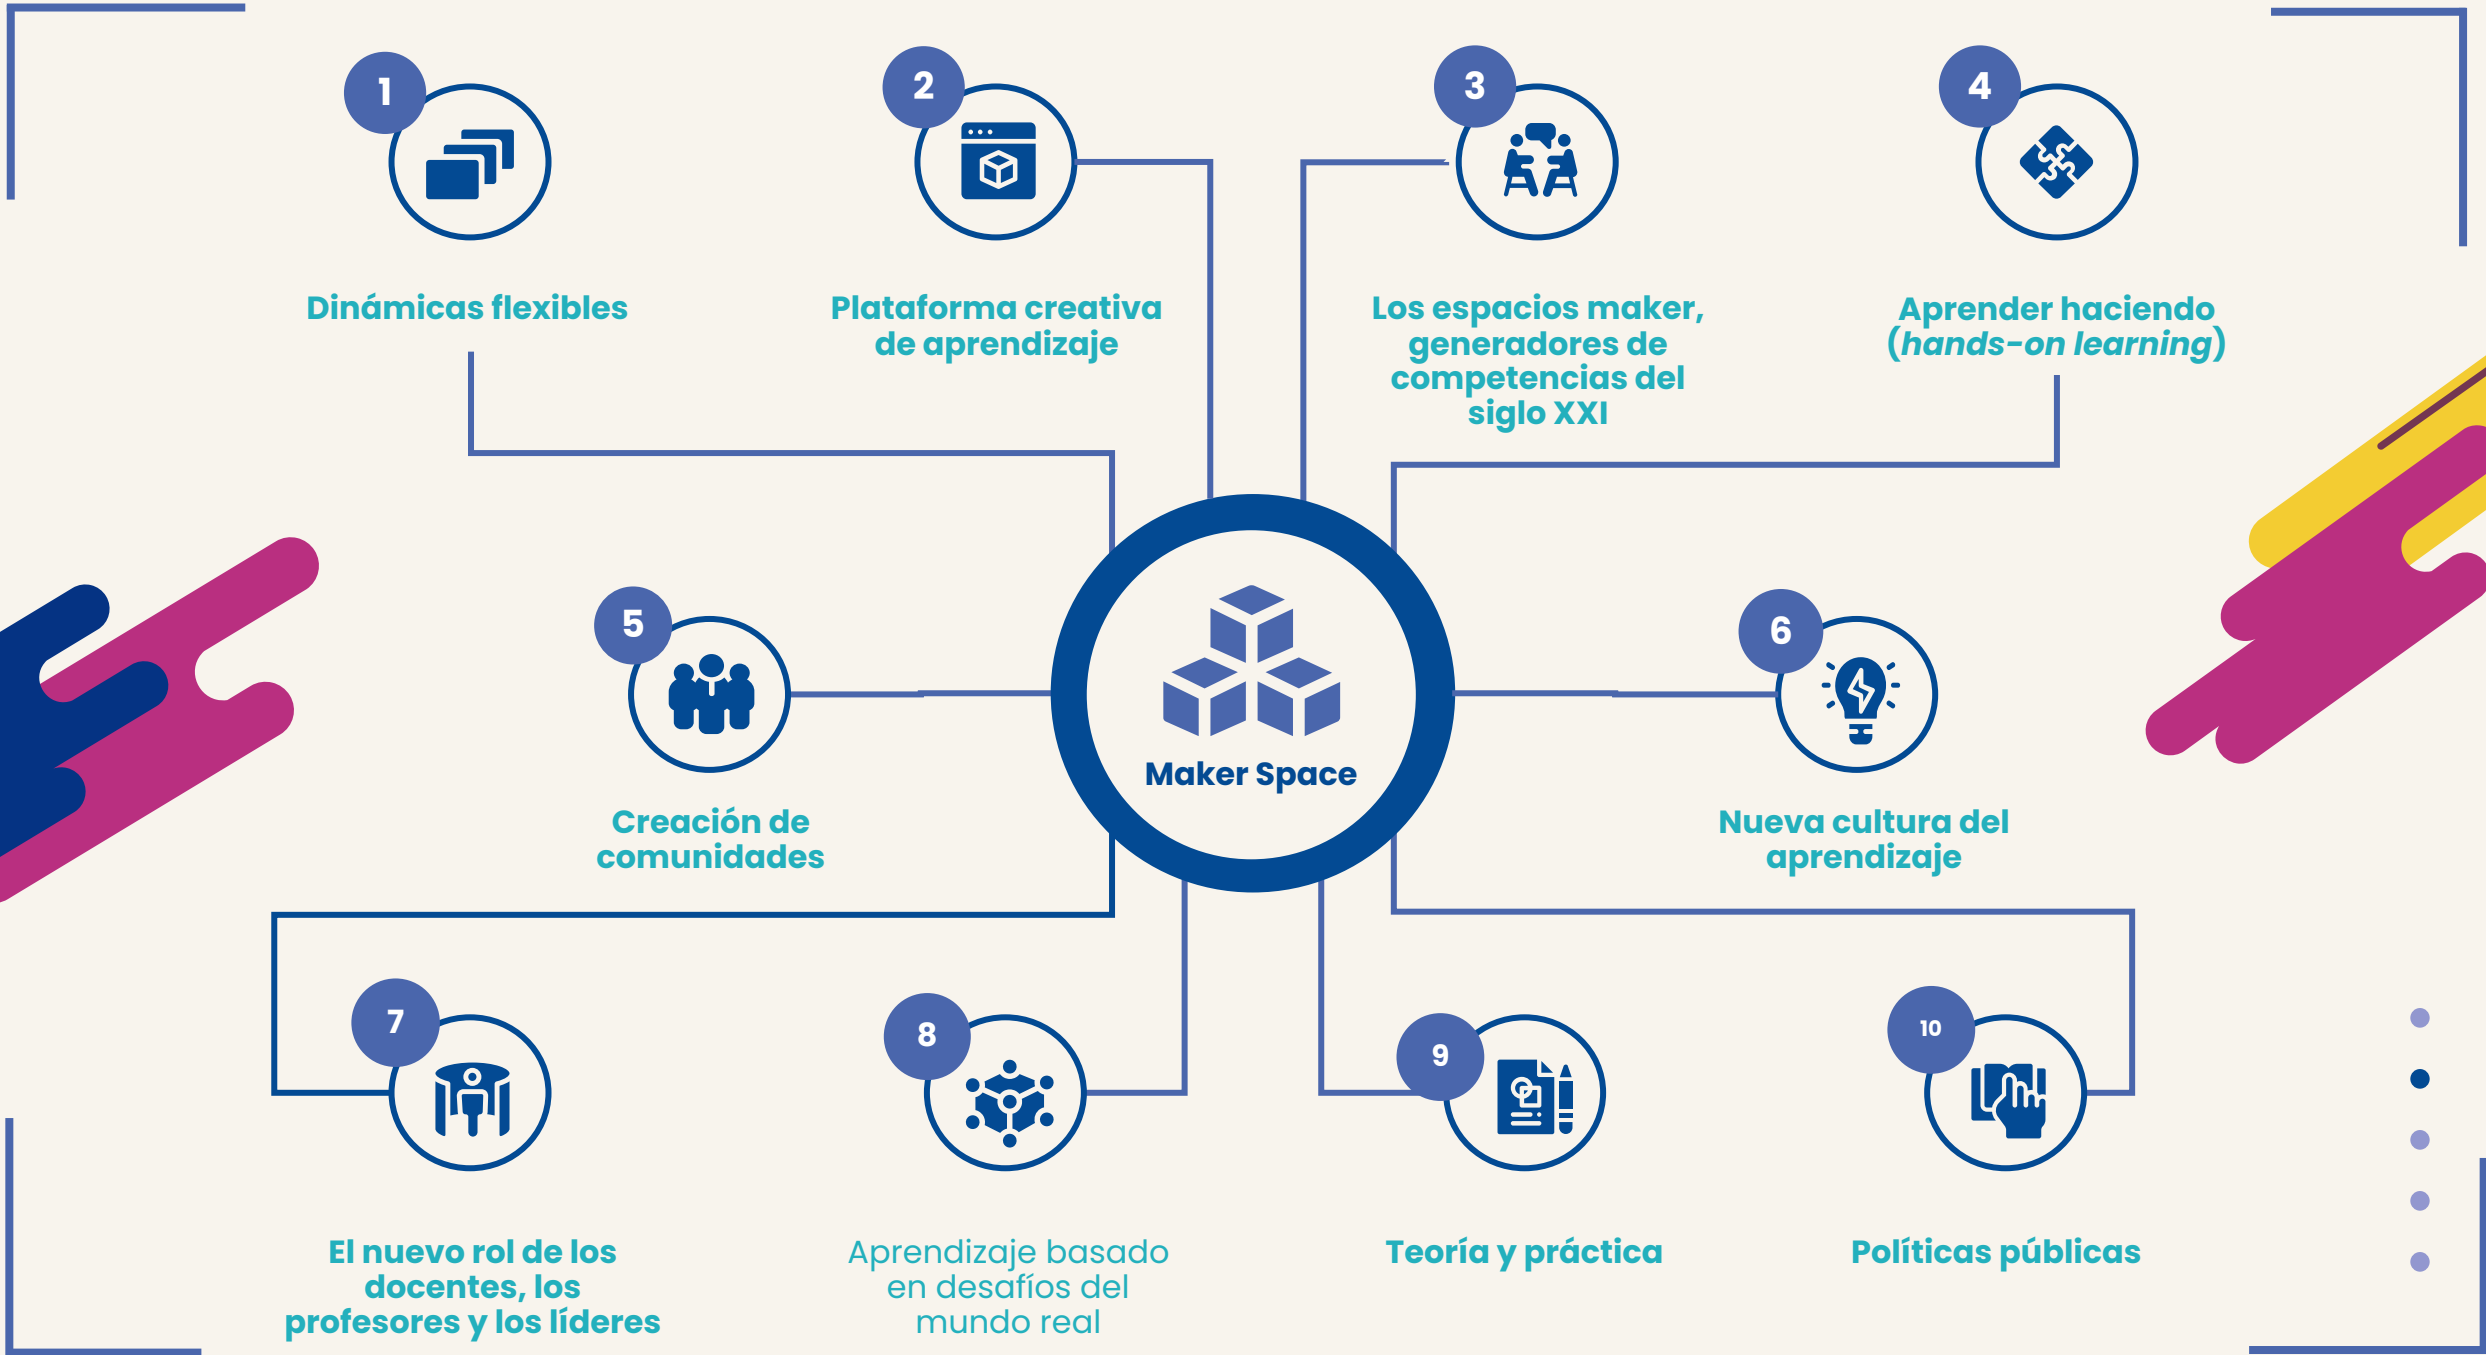 1
Dinámicas flexibles
2
Plataforma creativa
de aprendizaje
3
Los espacios maker,
generadores de
competencias del
siglo XXI
4
Aprender haciendo
(hands-on learning)
Maker Space
5
Creación de
comunidades
6
Nueva cultura del
aprendizaje
7
El nuevo rol de los
docentes, los
profesores y los líderes
8
Aprendizaje basado
en desafíos del
mundo real
9
Teoría y práctica
10
Políticas públicas